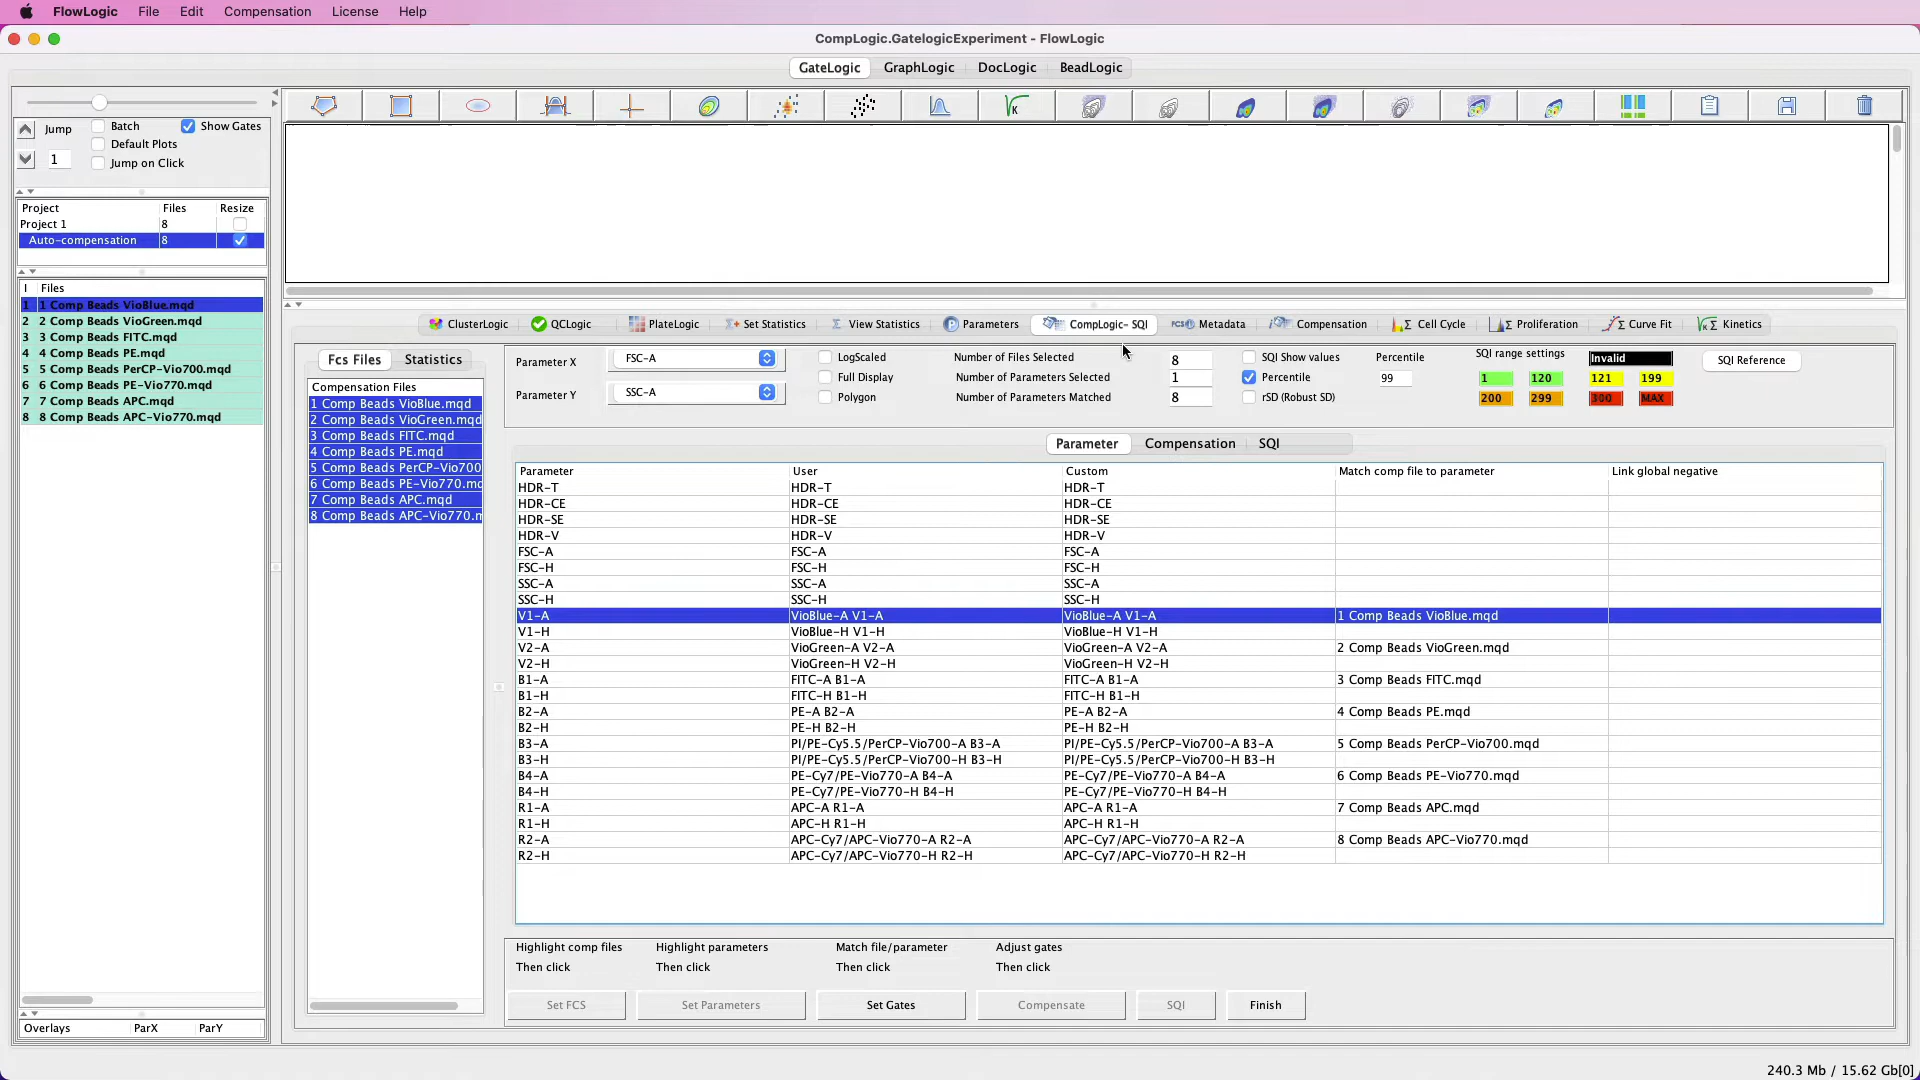 FlowLogic File Edit Compensation License Help
CompLogic.GatelogicExperiment - FlowLogic
GateLogic GraphLogic DocLogic BeadLogic
Jump Batch Show Gates
Default Plots
1 Jump on Click
Project Files Resize
Project 1 8
Auto-compensation 8
I Files
1 1 Comp Beads VioBlue.mqd
2 2 Comp Beads VioGreen.mqd
3 3 Comp Beads FITC.mqd
4 4 Comp Beads PE.mqd
5 5 Comp Beads PerCP-Vio700.mqd
6 6 Comp Beads PE-Vio770.mqd
7 7 Comp Beads APC.mqd
8 8 Comp Beads APC-Vio770.mqd
Overlays ParX ParY
ClusterLogic QCLogic PlateLogic Set Statistics View Statistics Parameters CompLogic- SQI FCS Metadata Compensation Cell Cycle Proliferation Curve Fit Kinetics
Fcs Files Statistics
Compensation Files
1 Comp Beads VioBlue.mqd
2 Comp Beads VioGreen.mqd
3 Comp Beads FITC.mqd
4 Comp Beads PE.mqd
5 Comp Beads PerCP-Vio700
6 Comp Beads PE-Vio770.mq
7 Comp Beads APC.mqd
8 Comp Beads APC-Vio770.m
Parameter X FSC-A LogScaled Number of Files Selected 8 SQI Show values Percentile SQI range settings Invalid SQI Reference
Full Display Number of Parameters Selected 1 Percentile 99 1 120 121 199
Parameter Y SSC-A Polygon Number of Parameters Matched 8 rSD (Robust SD) 200 299 300 MAX
Parameter Compensation SQI
Parameter User Custom Match comp file to parameter Link global negative
HDR-T HDR-T HDR-T
HDR-CE HDR-CE HDR-CE
HDR-SE HDR-SE HDR-SE
HDR-V HDR-V HDR-V
FSC-A FSC-A FSC-A
FSC-H FSC-H FSC-H
SSC-A SSC-A SSC-A
SSC-H SSC-H SSC-H
V1-A VioBlue-A V1-A VioBlue-A V1-A 1 Comp Beads VioBlue.mqd
V1-H VioBlue-H V1-H VioBlue-H V1-H
V2-A VioGreen-A V2-A VioGreen-A V2-A 2 Comp Beads VioGreen.mqd
V2-H VioGreen-H V2-H VioGreen-H V2-H
B1-A FITC-A B1-A FITC-A B1-A 3 Comp Beads FITC.mqd
B1-H FITC-H B1-H FITC-H B1-H
B2-A PE-A B2-A PE-A B2-A 4 Comp Beads PE.mqd
B2-H PE-H B2-H PE-H B2-H
B3-A PI/PE-Cy5.5/PerCP-Vio700-A B3-A PI/PE-Cy5.5/PerCP-Vio700-A B3-A 5 Comp Beads PerCP-Vio700.mqd
B3-H PI/PE-Cy5.5/PerCP-Vio700-H B3-H PI/PE-Cy5.5/PerCP-Vio700-H B3-H
B4-A PE-Cy7/PE-Vio770-A B4-A PE-Cy7/PE-Vio770-A B4-A 6 Comp Beads PE-Vio770.mqd
B4-H PE-Cy7/PE-Vio770-H B4-H PE-Cy7/PE-Vio770-H B4-H
R1-A APC-A R1-A APC-A R1-A 7 Comp Beads APC.mqd
R1-H APC-H R1-H APC-H R1-H
R2-A APC-Cy7/APC-Vio770-A R2-A APC-Cy7/APC-Vio770-A R2-A 8 Comp Beads APC-Vio770.mqd
R2-H APC-Cy7/APC-Vio770-H R2-H APC-Cy7/APC-Vio770-H R2-H
Highlight comp files Highlight parameters Match file/parameter Adjust gates
Then click Then click Then click Then click
Set FCS Set Parameters Set Gates Compensate SQI Finish
240.3 Mb / 15.62 Gb[0]